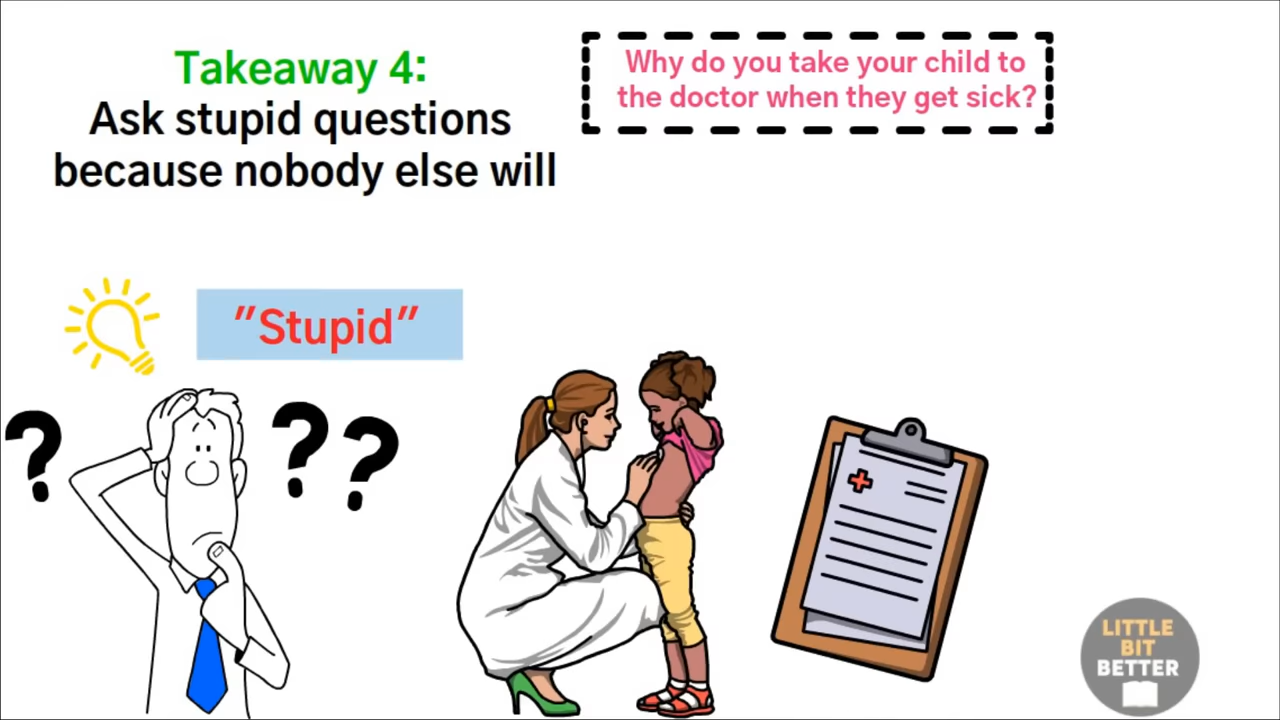 Takeaway 4:
Ask stupid questions
because nobody else will
Why do you take your child to
the doctor when they get sick?
"Stupid"
?
??
LITTLE
BIT
BETTER